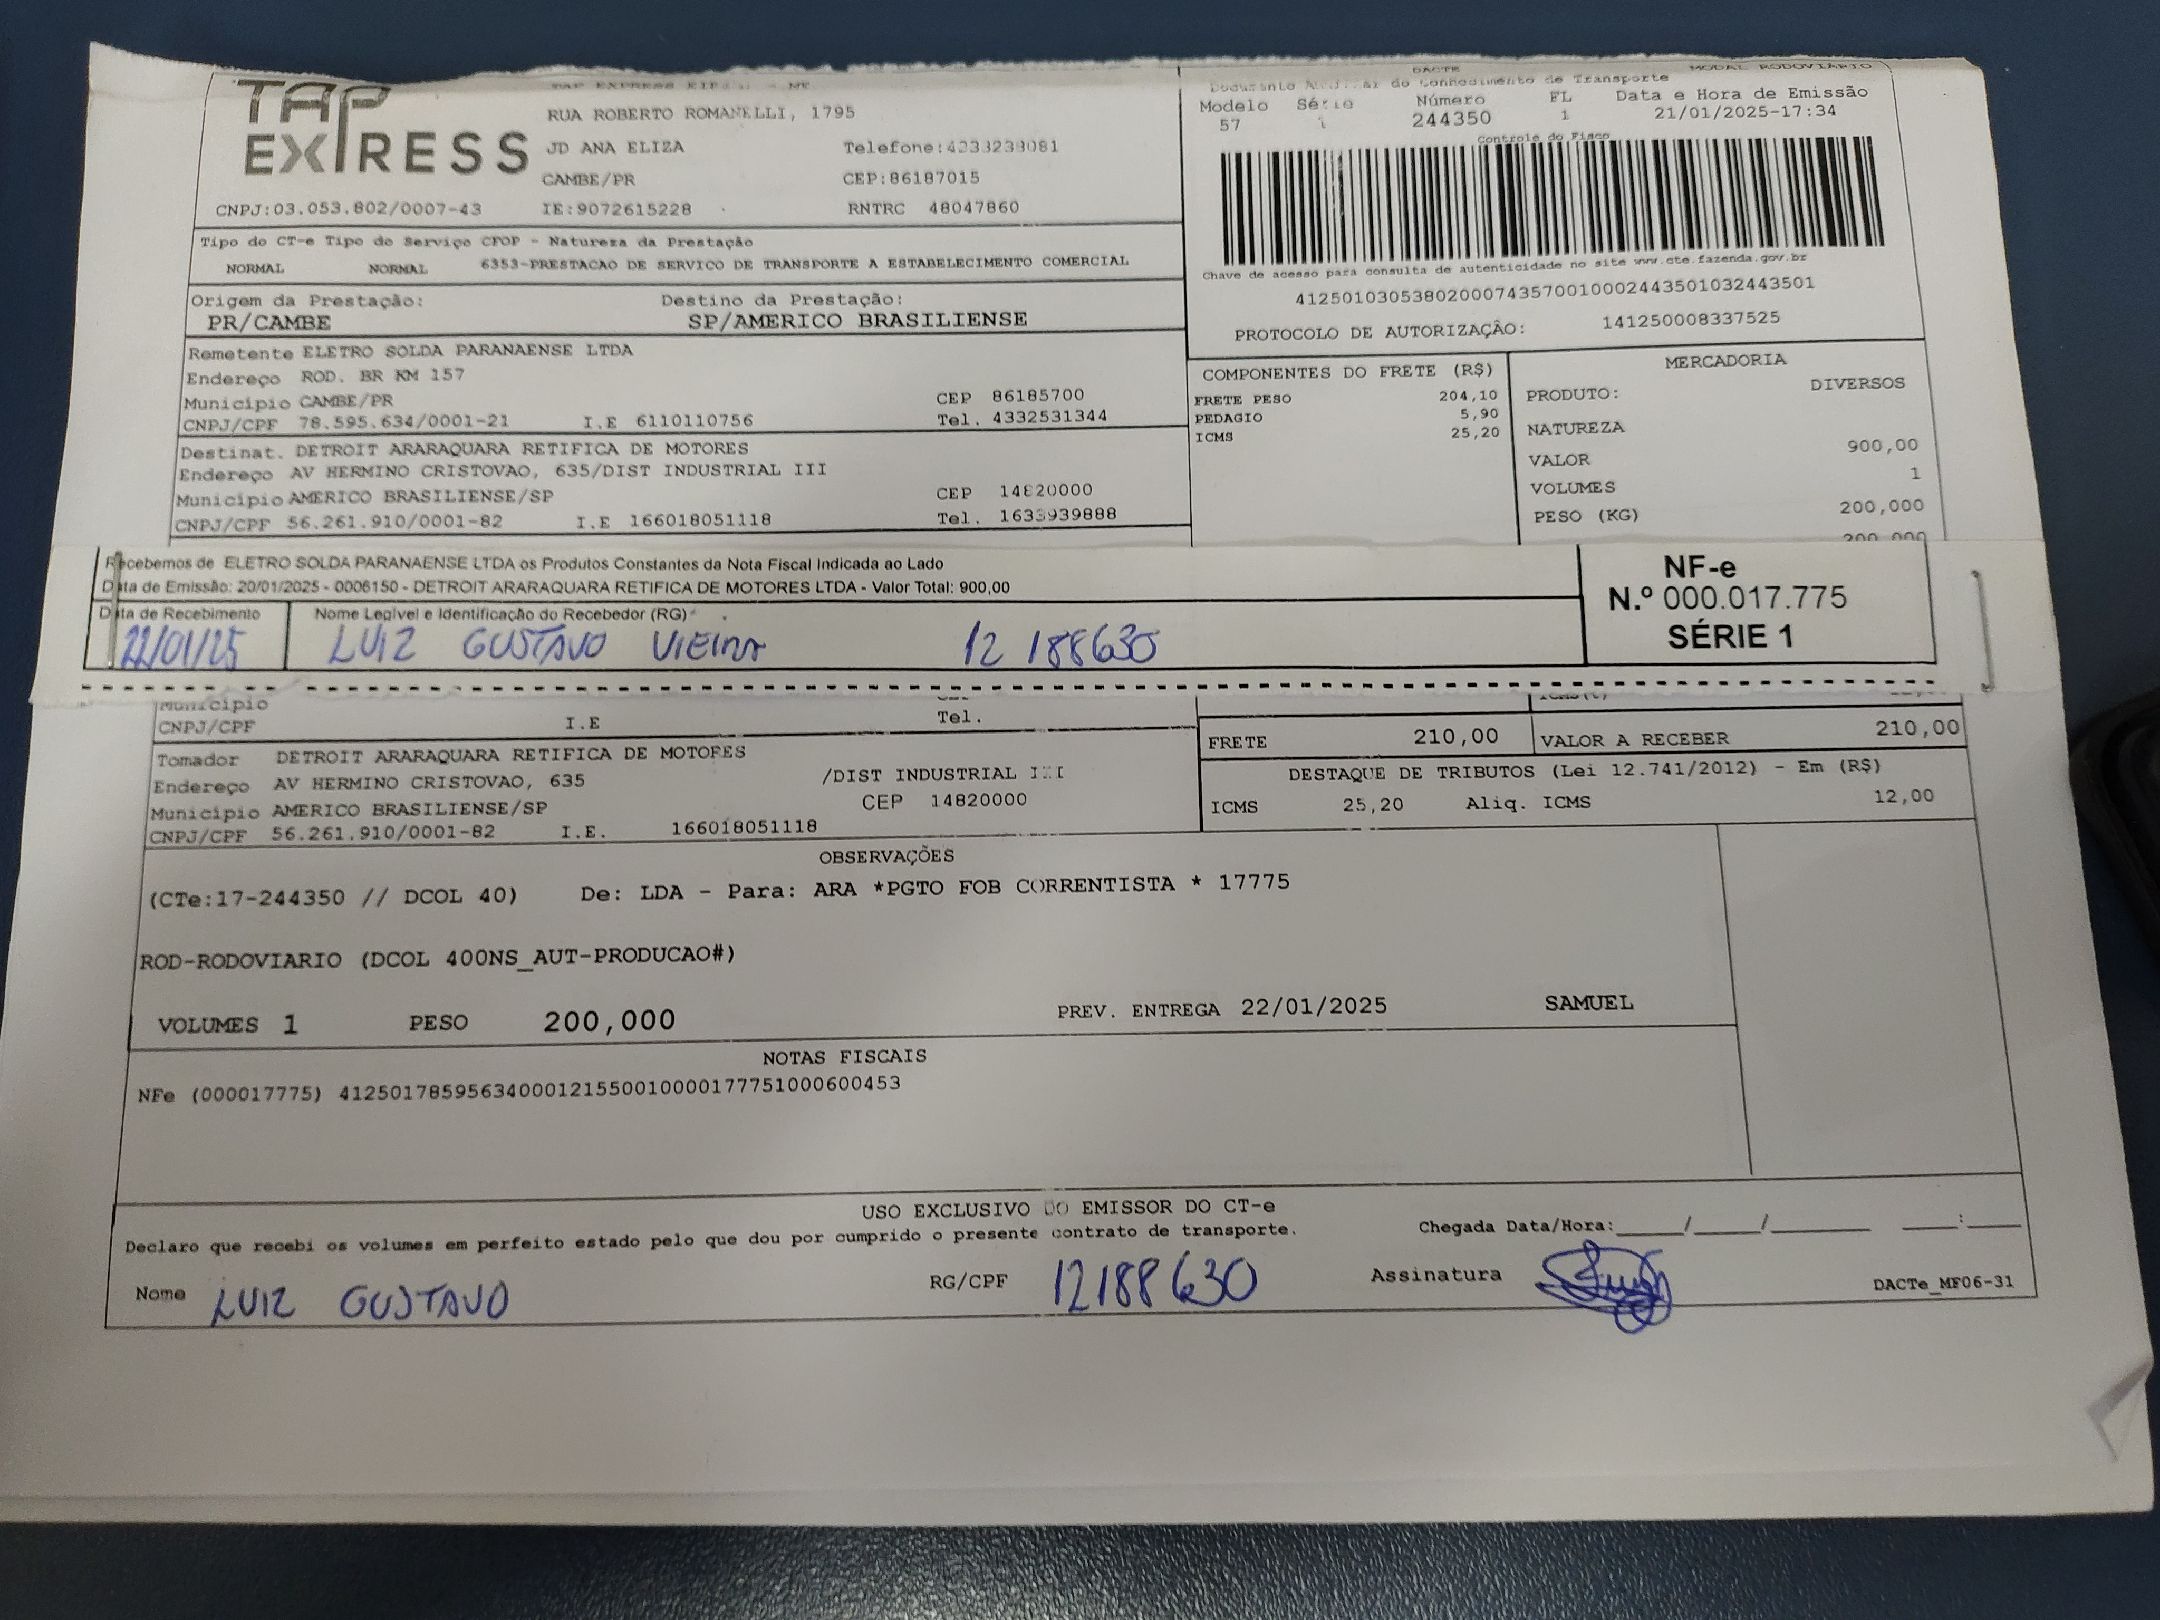 TAP EXPRESS
RUA ROBERTO ROMANELLI, 1795
JD ANA ELIZA Telefone:4233238081
CAMBE/PR CEP:86187015
CNPJ:03.053.802/0007-43 IE:9072615228 RNTRC 48047860
DACTE MODAL RODOVIARIO
de Transporte
Modelo Série Número FL Data e Hora de Emissão
57 1 244350 1 21/01/2025-17:34
Controle do Fisco
Chave de acesso para consulta de autenticidade no site www.cte.fazenda.gov.br
41250103053802000743570010002443501032443501
PROTOCOLO DE AUTORIZAÇÃO: 141250008337525
Tipo do CT-e Tipo do Serviço CFOP - Natureza da Prestação
NORMAL NORMAL 6353-PRESTACAO DE SERVICO DE TRANSPORTE A ESTABELECIMENTO COMERCIAL
Origem da Prestação: Destino da Prestação:
PR/CAMBE SP/AMERICO BRASILIENSE
Remetente ELETRO SOLDA PARANAENSE LTDA
Endereço ROD. BR KM 157
Município CAMBE/PR CEP 86185700
CNPJ/CPF 78.595.634/0001-21 I.E 6110110756 Tel. 4332531344
Destinat. DETROIT ARARAQUARA RETIFICA DE MOTORES
Endereço AV HERMINO CRISTOVAO, 635/DIST INDUSTRIAL III
Município AMERICO BRASILIENSE/SP CEP 14820000
CNPJ/CPF 56.261.910/0001-82 I.E 166018051118 Tel. 1633939888
COMPONENTES DO FRETE (R$)
FRETE PESO 204,10
PEDAGIO 5,90
ICMS 25,20
MERCADORIA
PRODUTO: DIVERSOS
NATUREZA
VALOR 900,00
VOLUMES 1
PESO (KG) 200,000
200,000
Recebemos de ELETRO SOLDA PARANAENSE LTDA os Produtos Constantes da Nota Fiscal Indicada ao Lado
Data de Emissão: 20/01/2025 - 0006150 - DETROIT ARARAQUARA RETIFICA DE MOTORES LTDA - Valor Total: 900,00
Data de Recebimento Nome Legível e Identificação do Recebedor (RG)
22/01/25 LUIZ GUSTAVO VIEIRA 12 188630
NF-e
N.º 000.017.775
SÉRIE 1
Município
CNPJ/CPF I.E Tel.
FRETE 210,00 VALOR A RECEBER 210,00
Tomador DETROIT ARARAQUARA RETIFICA DE MOTORES
Endereço AV HERMINO CRISTOVAO, 635 /DIST INDUSTRIAL III
Município AMERICO BRASILIENSE/SP CEP 14820000
CNPJ/CPF 56.261.910/0001-82 I.E. 166018051118
DESTAQUE DE TRIBUTOS (Lei 12.741/2012) - Em (R$)
ICMS 25,20 Aliq. ICMS 12,00
OBSERVAÇÕES
(CTe:17-244350 // DCOL 40) De: LDA - Para: ARA *PGTO FOB CORRENTISTA * 17775
ROD-RODOVIARIO (DCOL 400NS_AUT-PRODUCAO#)
VOLUMES 1 PESO 200,000 PREV. ENTREGA 22/01/2025 SAMUEL
NOTAS FISCAIS
NFe (000017775) 41250178595634000121550010000177751000600453
USO EXCLUSIVO DO EMISSOR DO CT-e
Declaro que recebi os volumes em perfeito estado pelo que dou por cumprido o presente contrato de transporte. Chegada Data/Hora:_____/_____/________ ____:____
Nome LUIZ GUSTAVO RG/CPF 12188630 Assinatura DACTe_MF06-31